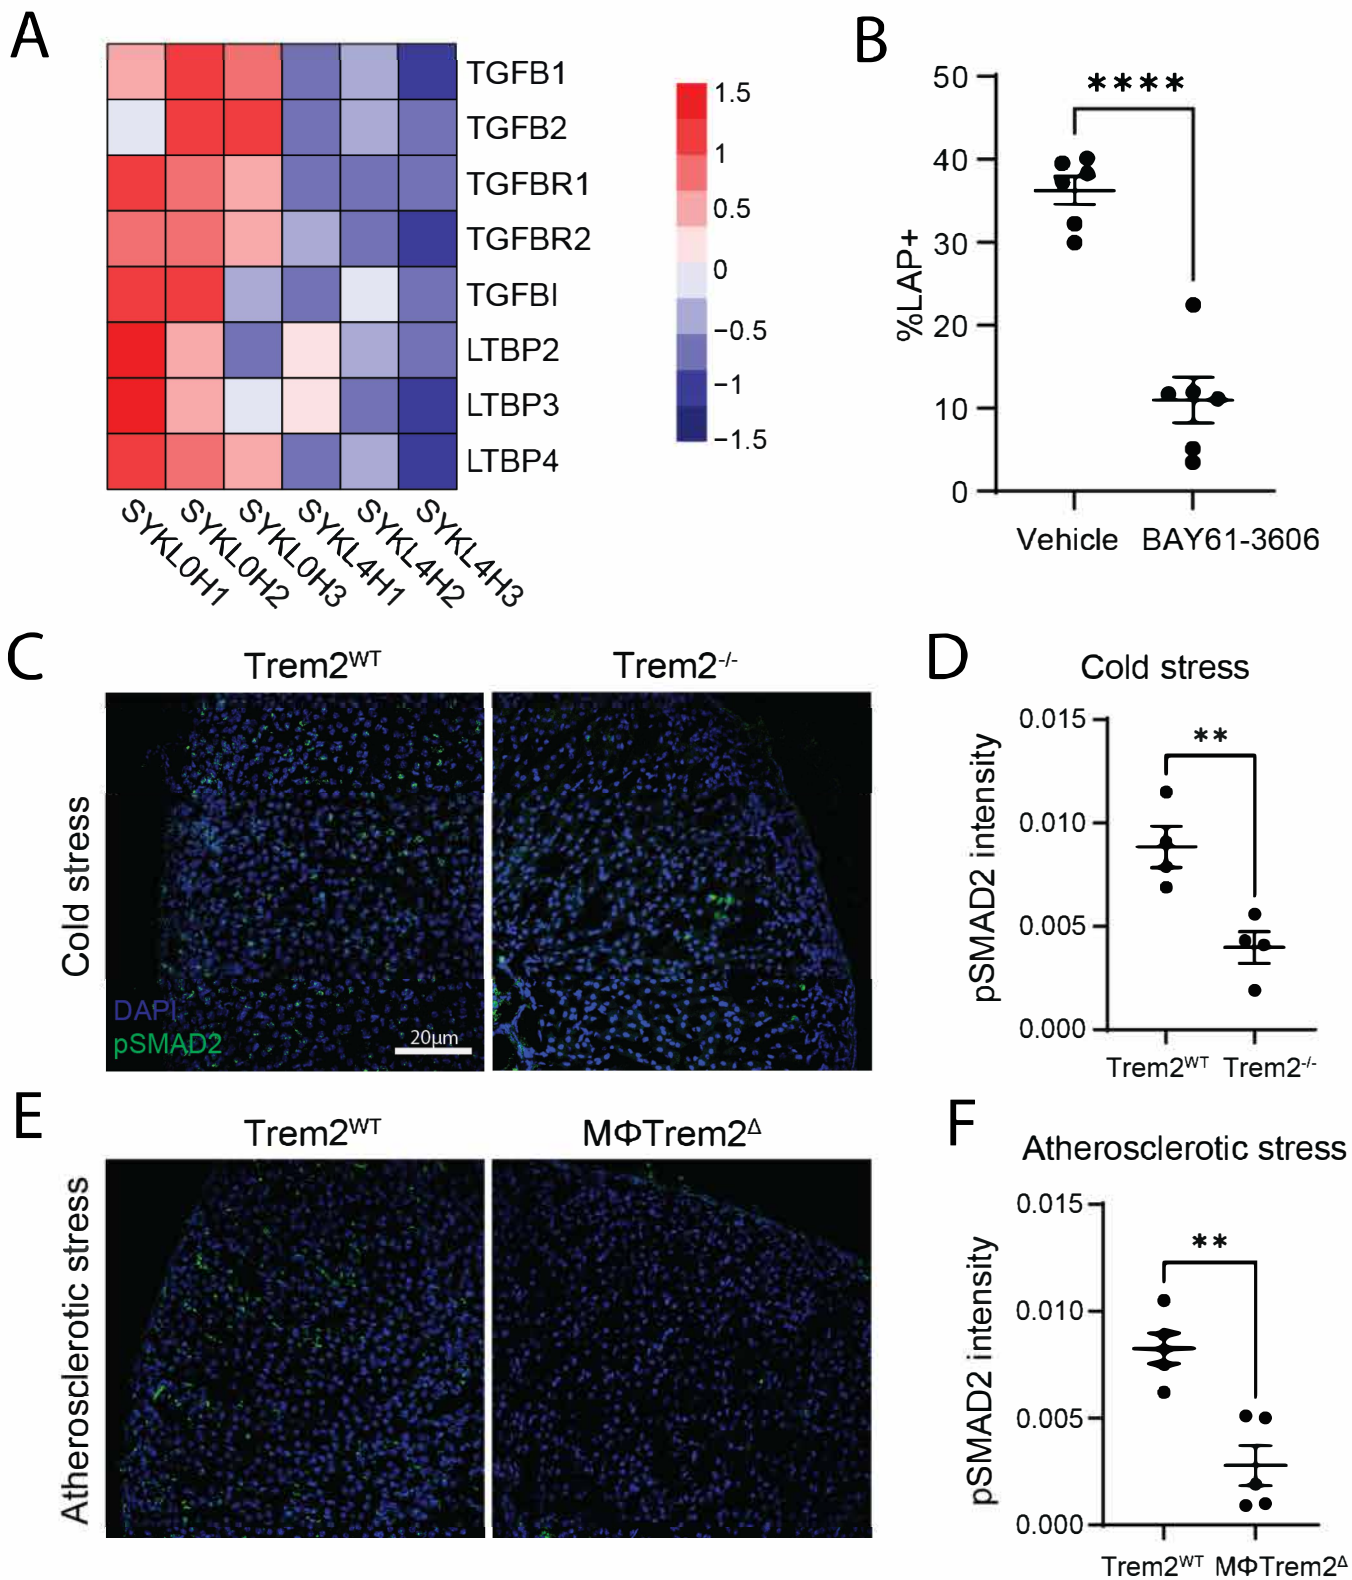 A
TGFB1
TGFB2
TGFBR1
TGFBR2
TGFBI
LTBP2
LTBP3
LTBP4
SYKL0H1
SYKL0H2
SYKL0H3
SYKL4H1
SYKL4H2
SYKL4H3
1.5
1
0.5
0
−0.5
−1
−1.5
B
****
%LAP+
50
40
30
20
10
0
Vehicle BAY61-3606
C
Trem2WT Trem2-/-
Cold stress
DAPI
pSMAD2
20µm
D
Cold stress
**
pSMAD2 intensity
0.015
0.010
0.005
0.000
Trem2WT Trem2-/-
E
Trem2WT MΦTrem2Δ
Atherosclerotic stress
F
Atherosclerotic stress
**
pSMAD2 intensity
0.015
0.010
0.005
0.000
Trem2WT MΦTrem2Δ